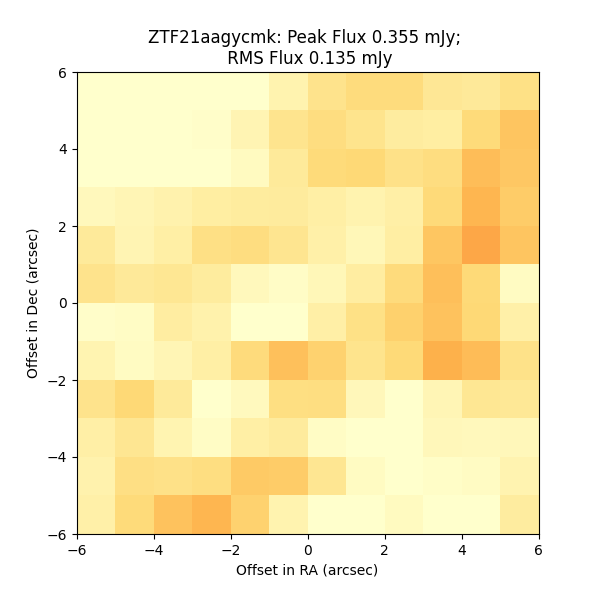 ZTF21aagycmk: Peak Flux 0.355 mJy;
RMS Flux 0.135 mJy
6
4
2
0
−2
−4
−6
Offset in Dec (arcsec)
−6 −4 −2 0 2 4 6
Offset in RA (arcsec)